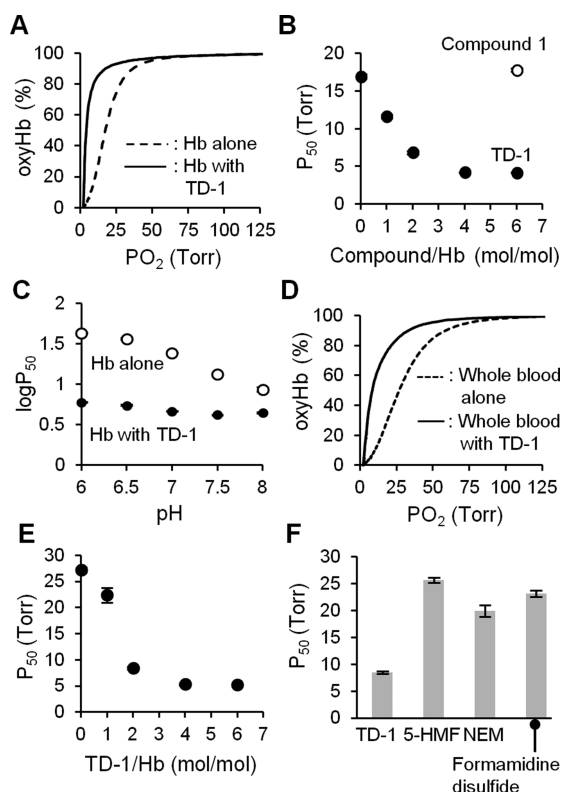 A
100
80
60
40
20
0
oxyHb (%)
: Hb alone
: Hb with
TD-1
0 25 50 75 100 125
PO2 (Torr)
B
20
15
10
5
0
P50 (Torr)
Compound 1
TD-1
0 1 2 3 4 5 6 7
Compound/Hb (mol/mol)
C
2
1.5
1
0.5
0
logP50
Hb alone
Hb with TD-1
6 6.5 7 7.5 8
pH
D
100
80
60
40
20
0
oxyHb (%)
: Whole blood
alone
: Whole blood
with TD-1
0 25 50 75 100 125
PO2 (Torr)
E
30
25
20
15
10
5
0
P50 (Torr)
0 1 2 3 4 5 6 7
TD-1/Hb (mol/mol)
F
30
25
20
15
10
5
0
P50 (Torr)
TD-1 5-HMF NEM
Formamidine
disulfide